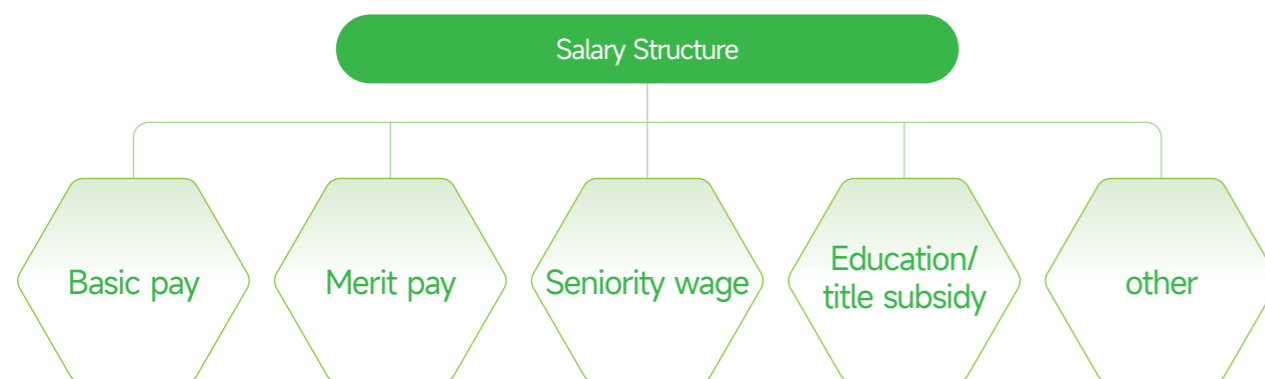 Salary Structure
Basic pay
Merit pay
Seniority wage
Education/
title subsidy
other